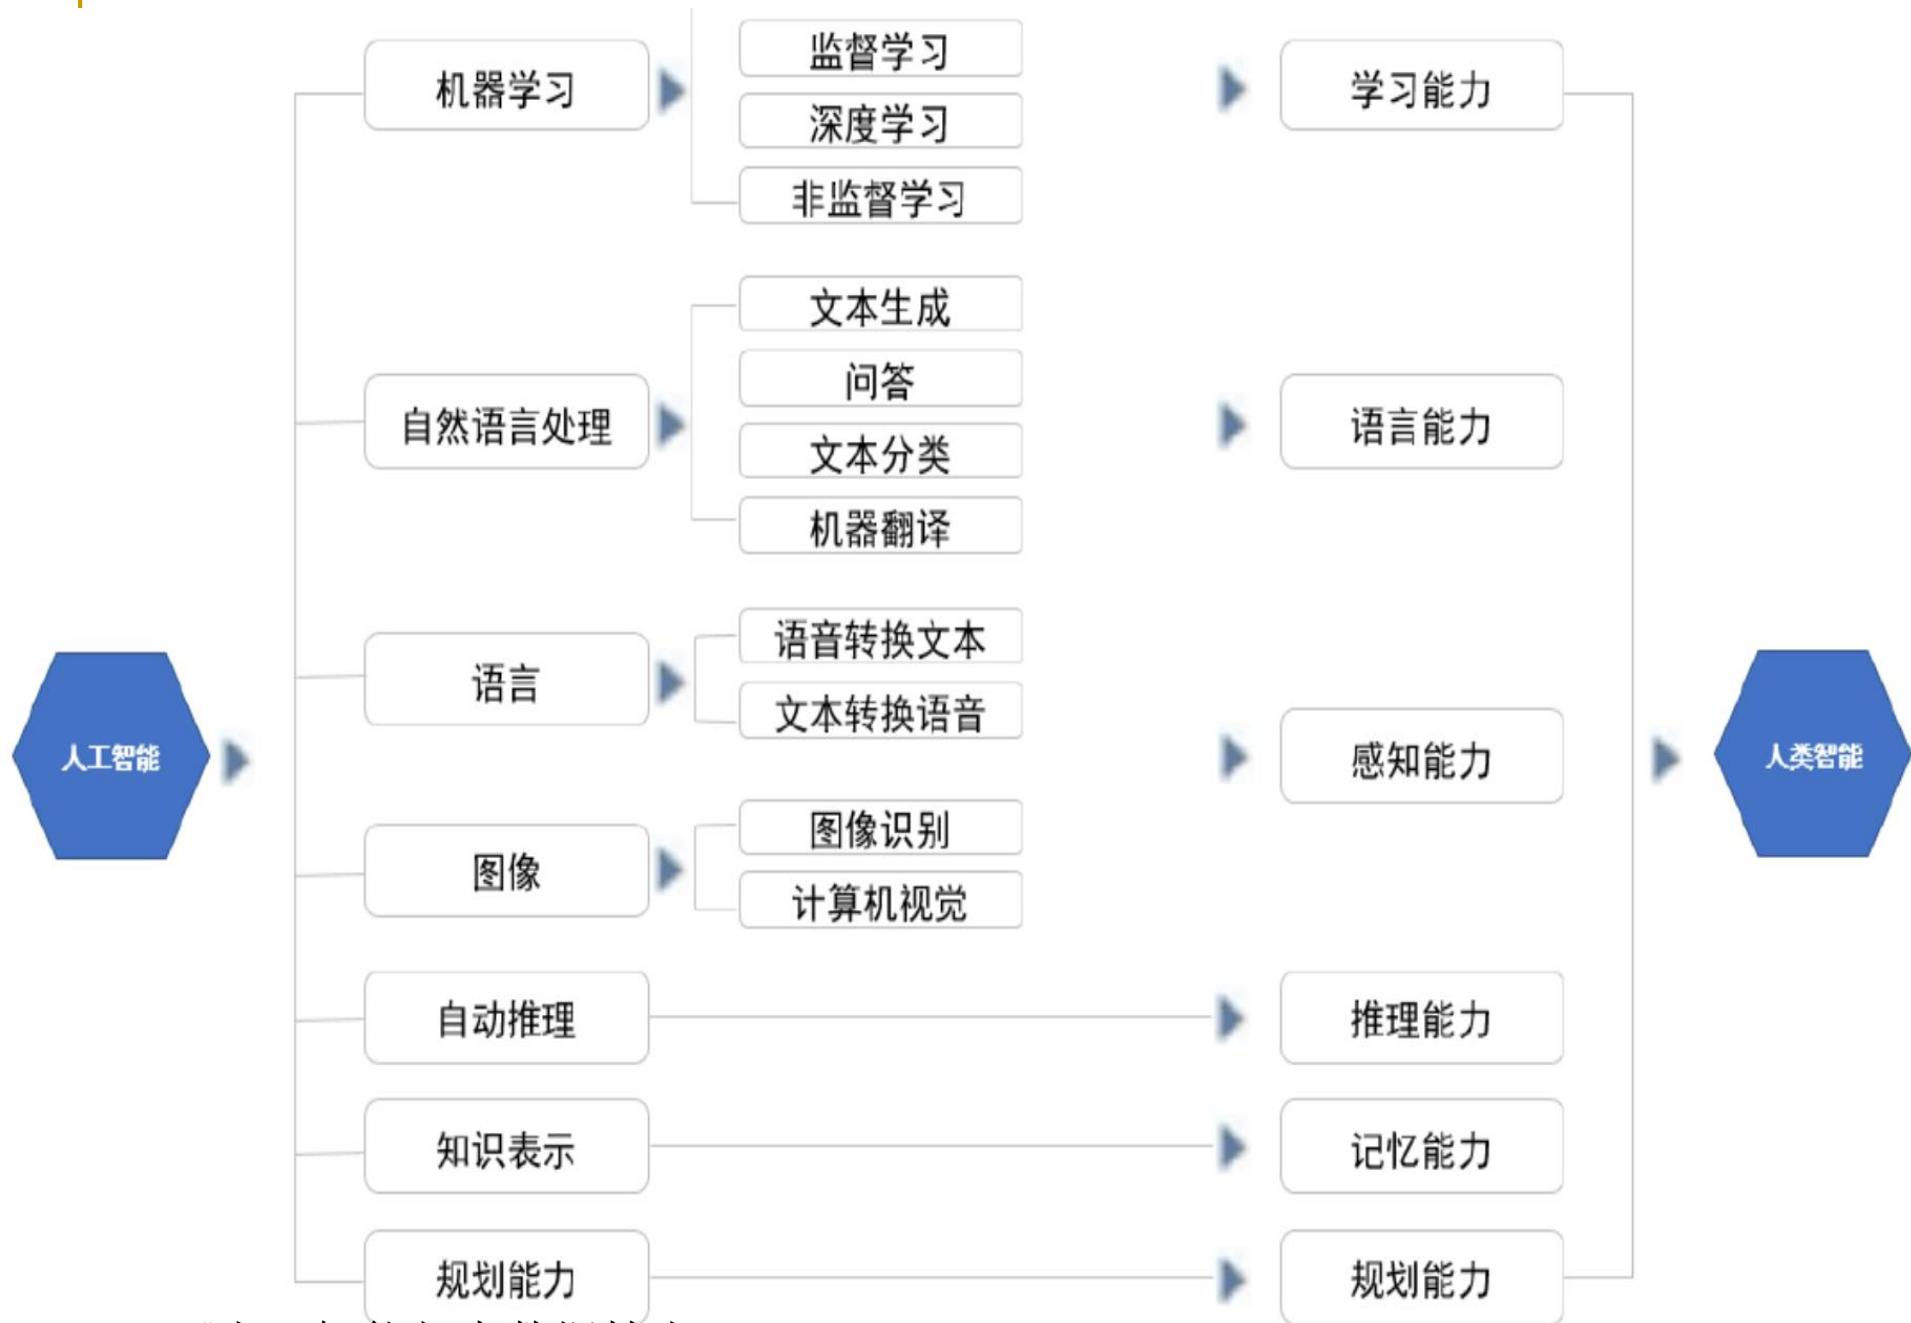 机器学习
监督学习
深度学习
非监督学习
学习能力
自然语言处理
文本生成
问答
文本分类
机器翻译
语言能力
语言
语音转换文本
文本转换语音
图像
图像识别
计算机视觉
感知能力
人工智能
人类智能
自动推理
推理能力
知识表示
记忆能力
规划能力
规划能力